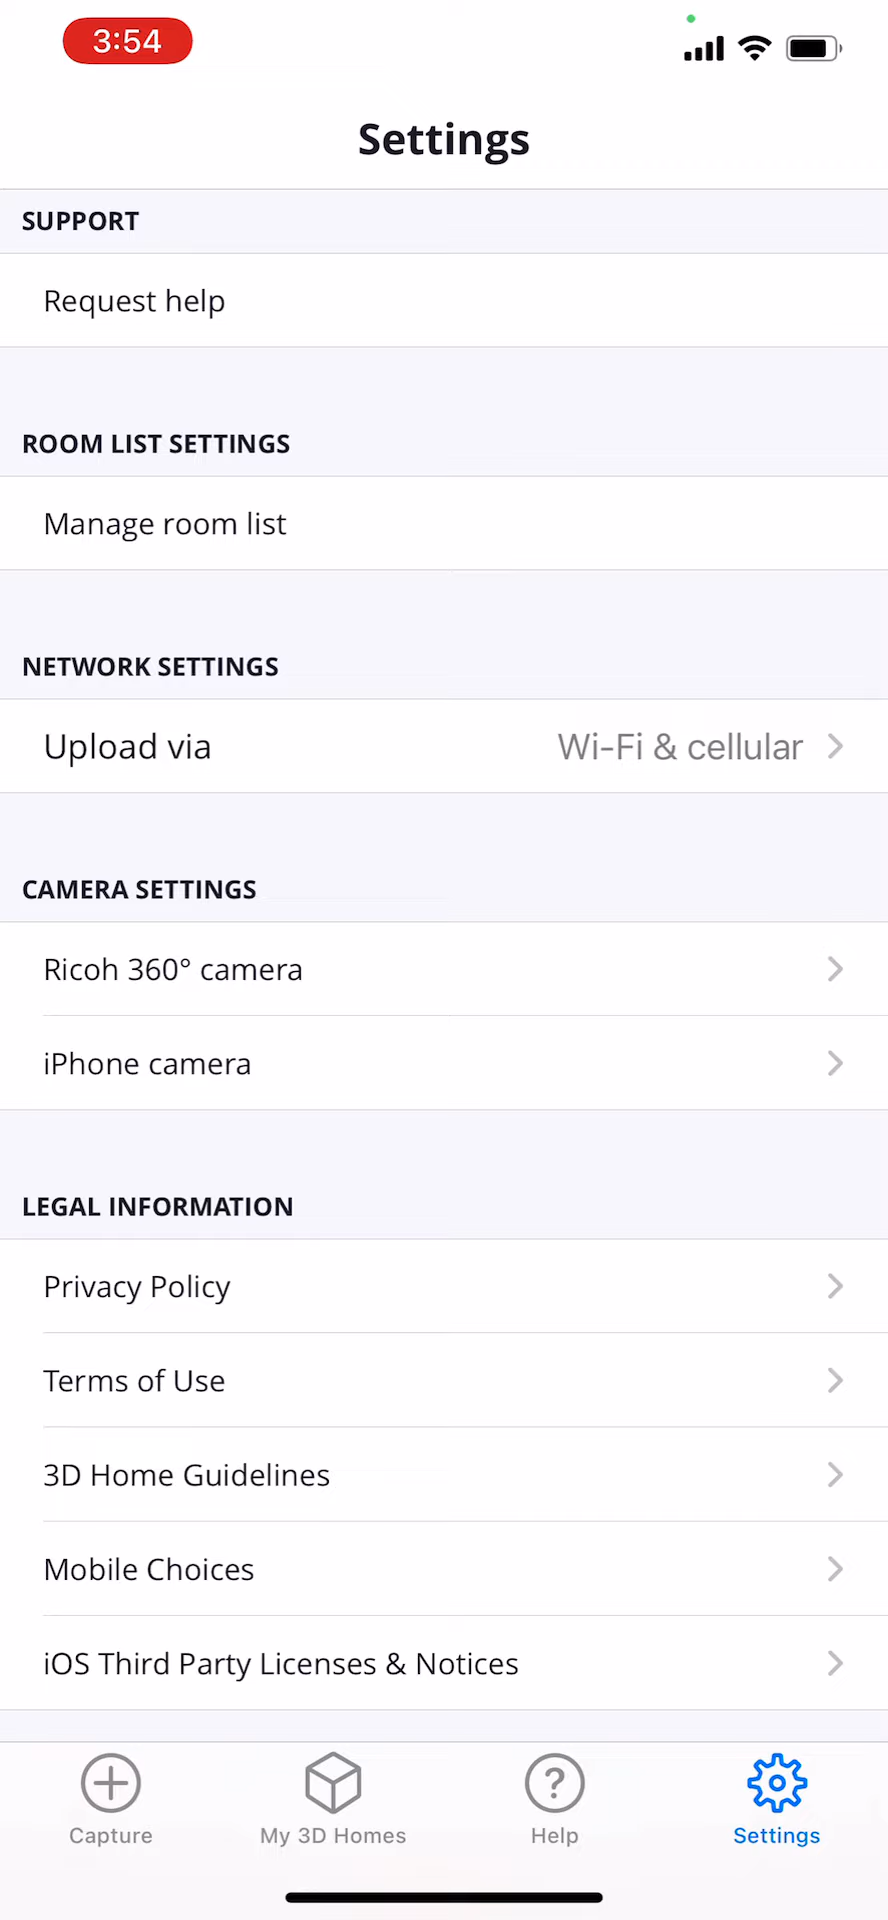 3:54
Settings
SUPPORT
Request help
ROOM LIST SETTINGS
Manage room list
NETWORK SETTINGS
Upload via Wi-Fi & cellular
CAMERA SETTINGS
Ricoh 360° camera
iPhone camera
LEGAL INFORMATION
Privacy Policy
Terms of Use
3D Home Guidelines
Mobile Choices
iOS Third Party Licenses & Notices
Capture My 3D Homes Help Settings